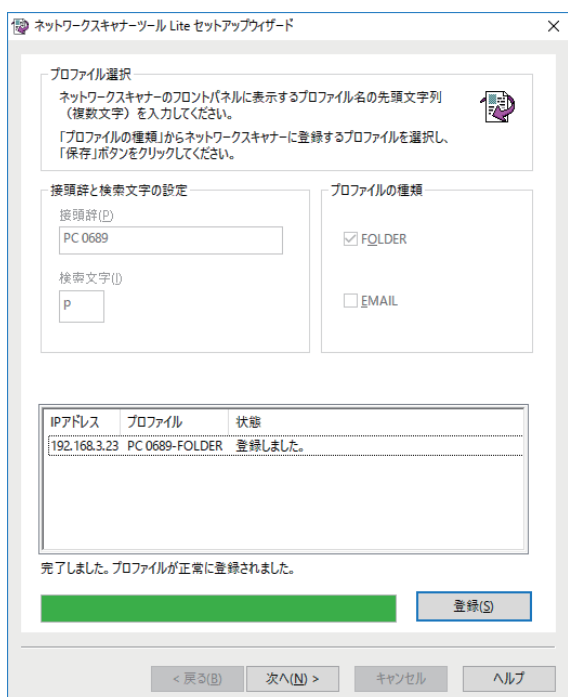 ネットワークスキャナーツール Lite セットアップウィザード
プロファイル選択
ネットワークスキャナーのフロントパネルに表示するプロファイル名の先頭文字列
（複数文字）を入力してください。
「プロファイルの種類」からネットワークスキャナーに登録するプロファイルを選択し、
「保存」ボタンをクリックしてください。
接頭辞と検索文字の設定
接頭辞(P)
PC 0689
検索文字(I)
p
プロファイルの種類
FOLDER
EMAIL
IPアドレス プロファイル 状態
192.168.3.23 PC 0689-FOLDER 登録しました。
完了しました。プロファイルが正常に登録されました。
登録(S)
< 戻る(B) 次へ(N) > キャンセル ヘルプ